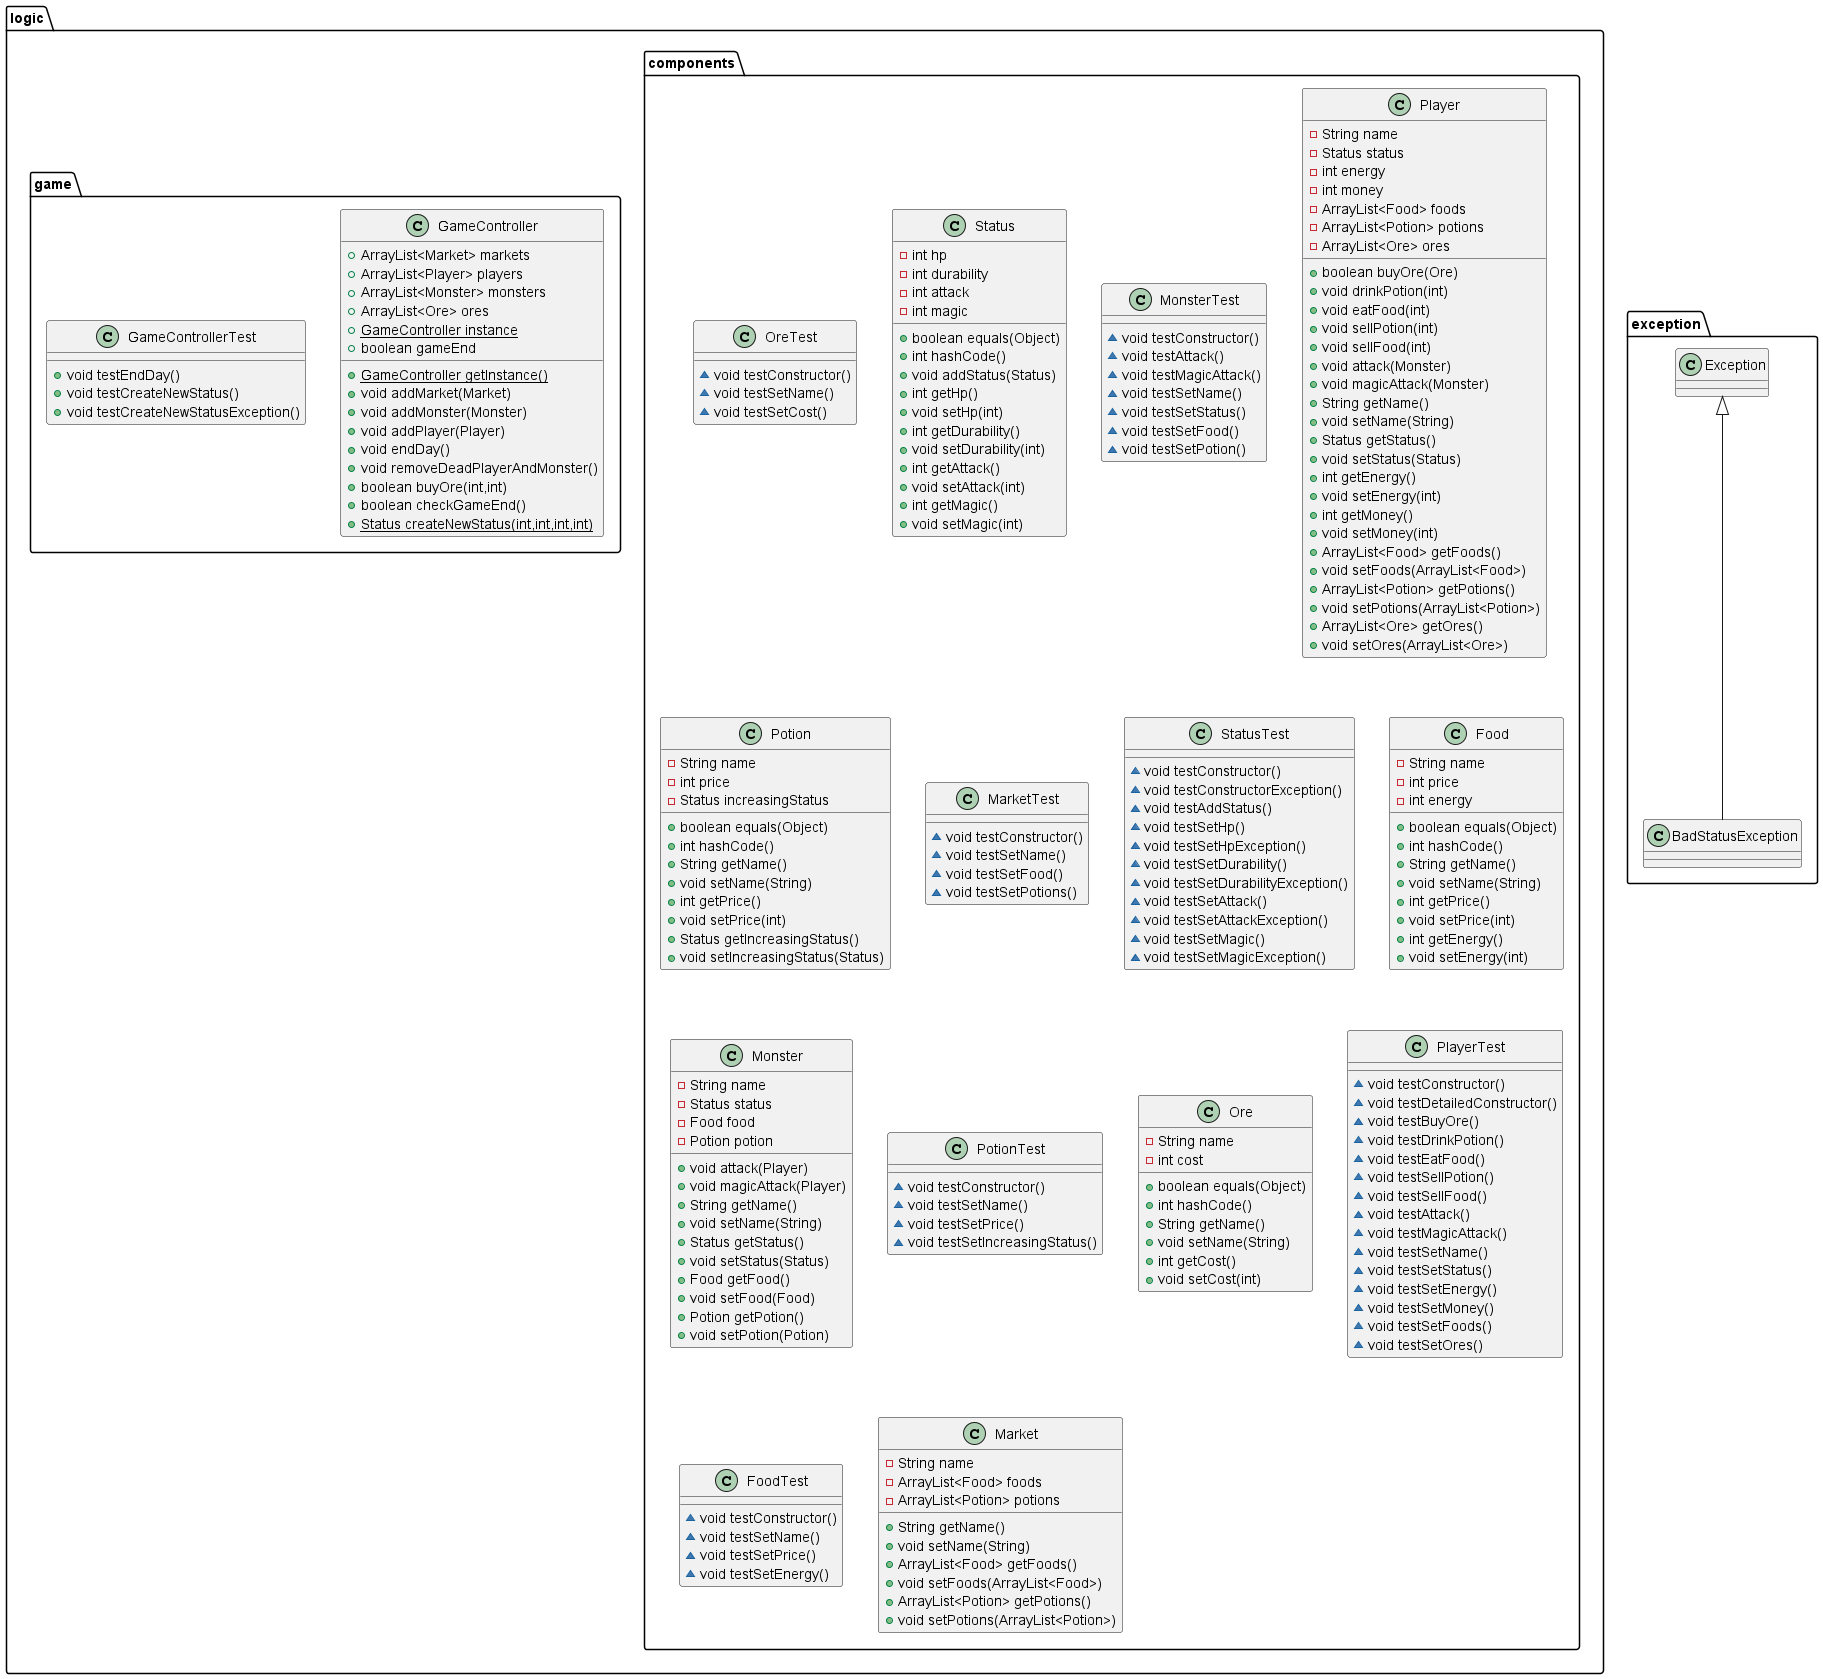 logic
game
C GameControllerTest
void testEndDay()
void testCreateNewStatus()
void testCreateNewStatusException()
C GameController
ArrayList<Market> markets
ArrayList<Player> players
ArrayList<Monster> monsters
ArrayList<Ore> ores
GameController instance
boolean gameEnd
GameController getInstance()
void addMarket(Market)
void addMonster(Monster)
void addPlayer(Player)
void endDay()
void removeDeadPlayerAndMonster()
boolean buyOre(int,int)
boolean checkGameEnd()
Status createNewStatus(int,int,int,int)
components
C OreTest
void testConstructor()
void testSetName()
void testSetCost()
C Status
int hp
int durability
int attack
int magic
boolean equals(Object)
int hashCode()
void addStatus(Status)
int getHp()
void setHp(int)
int getDurability()
void setDurability(int)
int getAttack()
void setAttack(int)
int getMagic()
void setMagic(int)
C MonsterTest
void testConstructor()
void testAttack()
void testMagicAttack()
void testSetName()
void testSetStatus()
void testSetFood()
void testSetPotion()
C Player
String name
Status status
int energy
int money
ArrayList<Food> foods
ArrayList<Potion> potions
ArrayList<Ore> ores
boolean buyOre(Ore)
void drinkPotion(int)
void eatFood(int)
void sellPotion(int)
void sellFood(int)
void attack(Monster)
void magicAttack(Monster)
String getName()
void setName(String)
Status getStatus()
void setStatus(Status)
int getEnergy()
void setEnergy(int)
int getMoney()
void setMoney(int)
ArrayList<Food> getFoods()
void setFoods(ArrayList<Food>)
ArrayList<Potion> getPotions()
void setPotions(ArrayList<Potion>)
ArrayList<Ore> getOres()
void setOres(ArrayList<Ore>)
C Potion
String name
int price
Status increasingStatus
boolean equals(Object)
int hashCode()
String getName()
void setName(String)
int getPrice()
void setPrice(int)
Status getIncreasingStatus()
void setIncreasingStatus(Status)
C MarketTest
void testConstructor()
void testSetName()
void testSetFood()
void testSetPotions()
C StatusTest
void testConstructor()
void testConstructorException()
void testAddStatus()
void testSetHp()
void testSetHpException()
void testSetDurability()
void testSetDurabilityException()
void testSetAttack()
void testSetAttackException()
void testSetMagic()
void testSetMagicException()
C Food
String name
int price
int energy
boolean equals(Object)
int hashCode()
String getName()
void setName(String)
int getPrice()
void setPrice(int)
int getEnergy()
void setEnergy(int)
C Monster
String name
Status status
Food food
Potion potion
void attack(Player)
void magicAttack(Player)
String getName()
void setName(String)
Status getStatus()
void setStatus(Status)
Food getFood()
void setFood(Food)
Potion getPotion()
void setPotion(Potion)
C PotionTest
void testConstructor()
void testSetName()
void testSetPrice()
void testSetIncreasingStatus()
C Ore
String name
int cost
boolean equals(Object)
int hashCode()
String getName()
void setName(String)
int getCost()
void setCost(int)
C PlayerTest
void testConstructor()
void testDetailedConstructor()
void testBuyOre()
void testDrinkPotion()
void testEatFood()
void testSellPotion()
void testSellFood()
void testAttack()
void testMagicAttack()
void testSetName()
void testSetStatus()
void testSetEnergy()
void testSetMoney()
void testSetFoods()
void testSetOres()
C FoodTest
void testConstructor()
void testSetName()
void testSetPrice()
void testSetEnergy()
C Market
String name
ArrayList<Food> foods
ArrayList<Potion> potions
String getName()
void setName(String)
ArrayList<Food> getFoods()
void setFoods(ArrayList<Food>)
ArrayList<Potion> getPotions()
void setPotions(ArrayList<Potion>)
exception
C Exception
C BadStatusException